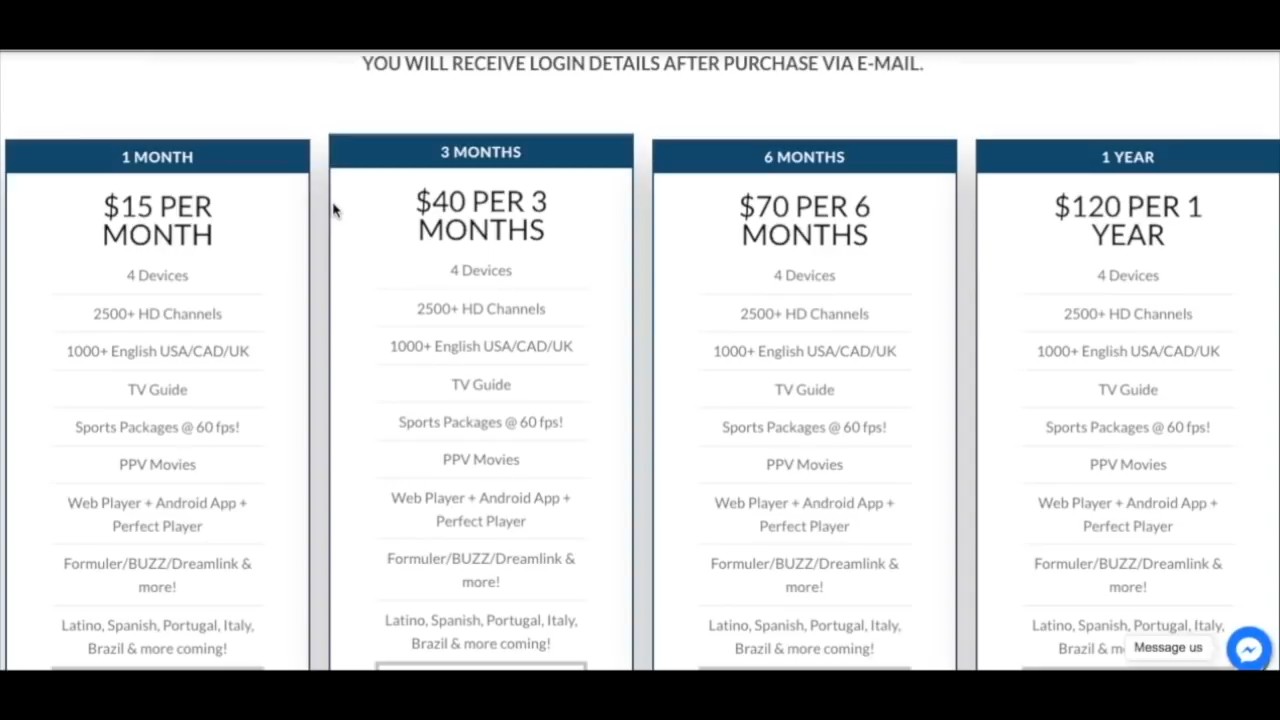 YOU WILL RECEIVE LOGIN DETAILS AFTER PURCHASE VIA E-MAIL.
1 MONTH
$15 PER
MONTH
4 Devices
2500+ HD Channels
1000+ English USA/CAD/UK
TV Guide
Sports Packages @ 60 fps!
PPV Movies
Web Player + Android App +
Perfect Player
Formuler/BUZZ/Dreamlink &
more!
Latino, Spanish, Portugal, Italy,
Brazil & more coming!
3 MONTHS
$40 PER 3
MONTHS
4 Devices
2500+ HD Channels
1000+ English USA/CAD/UK
TV Guide
Sports Packages @ 60 fps!
PPV Movies
Web Player + Android App +
Perfect Player
Formuler/BUZZ/Dreamlink &
more!
Latino, Spanish, Portugal, Italy,
Brazil & more coming!
6 MONTHS
$70 PER 6
MONTHS
4 Devices
2500+ HD Channels
1000+ English USA/CAD/UK
TV Guide
Sports Packages @ 60 fps!
PPV Movies
Web Player + Android App +
Perfect Player
Formuler/BUZZ/Dreamlink &
more!
Latino, Spanish, Portugal, Italy,
Brazil & more coming!
1 YEAR
$120 PER 1
YEAR
4 Devices
2500+ HD Channels
1000+ English USA/CAD/UK
TV Guide
Sports Packages @ 60 fps!
PPV Movies
Web Player + Android App +
Perfect Player
Formuler/BUZZ/Dreamlink &
more!
Latino, Spanish, Portugal, Italy,
Brazil &
Message us